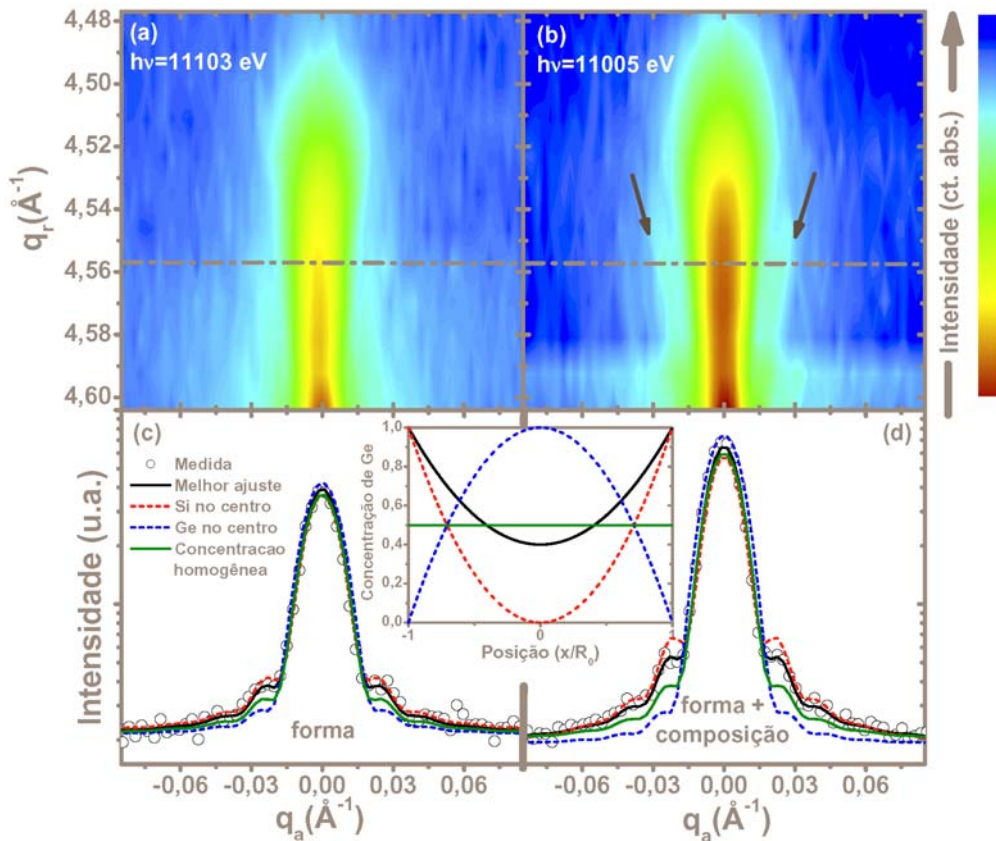 (a)
hν=11103 eV
(b)
hν=11005 eV
4,48
4,50
4,52
4,54
4,56
4,58
4,60
q_r(Å⁻¹)
Intensidade (ct. abs.)
(c)
Medida
Melhor ajuste
Si no centro
Ge no centro
Concentracao
homogênea
forma
Intensidade (u.a.)
-0,06 -0,03 0,00 0,03 0,06
q_a(Å⁻¹)
Concentração de Ge
1,0
0,8
0,6
0,4
0,2
0,0
-1 0 1
Posição (x/R₀)
(d)
forma +
composição
-0,06 -0,03 0,00 0,03 0,06
q_a(Å⁻¹)